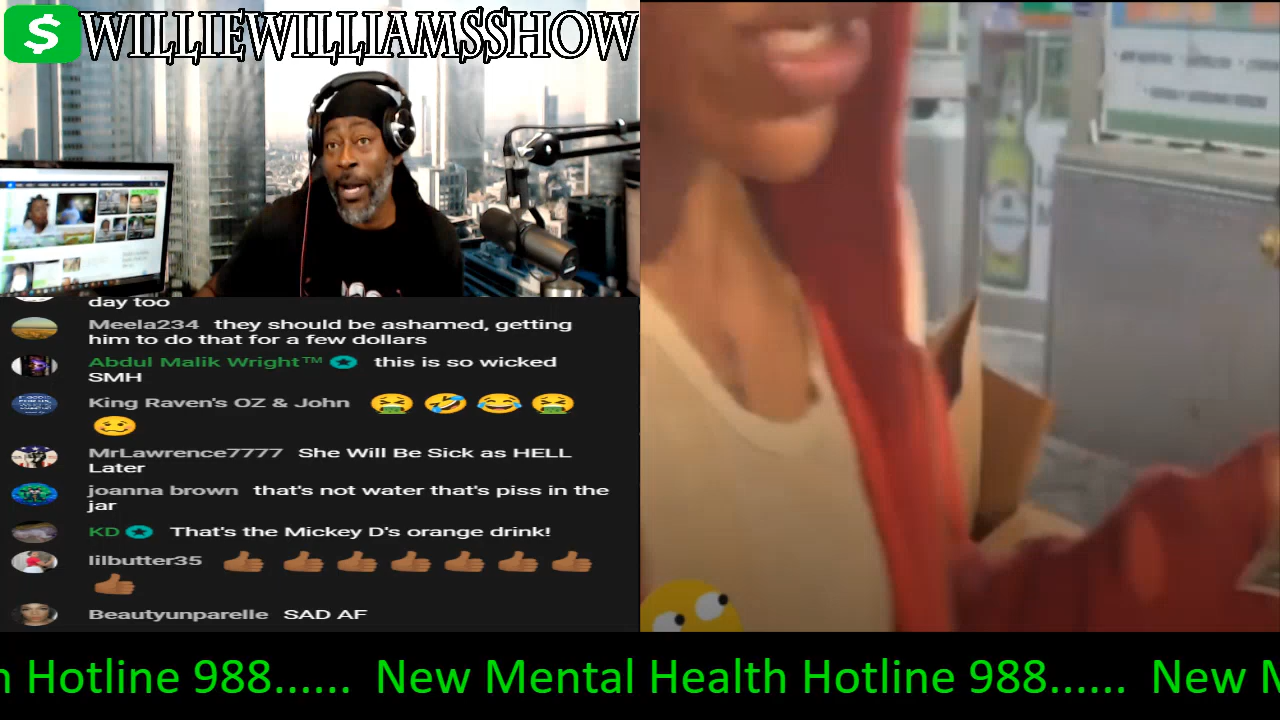 $ WILLIEWILLIAMSSHOW
day too
Meela234 they should be ashamed, getting
him to do that for a few dollars
Abdul Malik Wright™ this is so wicked
SMH
King Raven's OZ & John
MrLawrence7777 She Will Be Sick as HELL
Later
joanna brown that's not water that's piss in the
jar
KD That's the Mickey D's orange drink!
lilbutter35
Beautyunparelle SAD AF
h Hotline 988...... New Mental Health Hotline 988...... New M